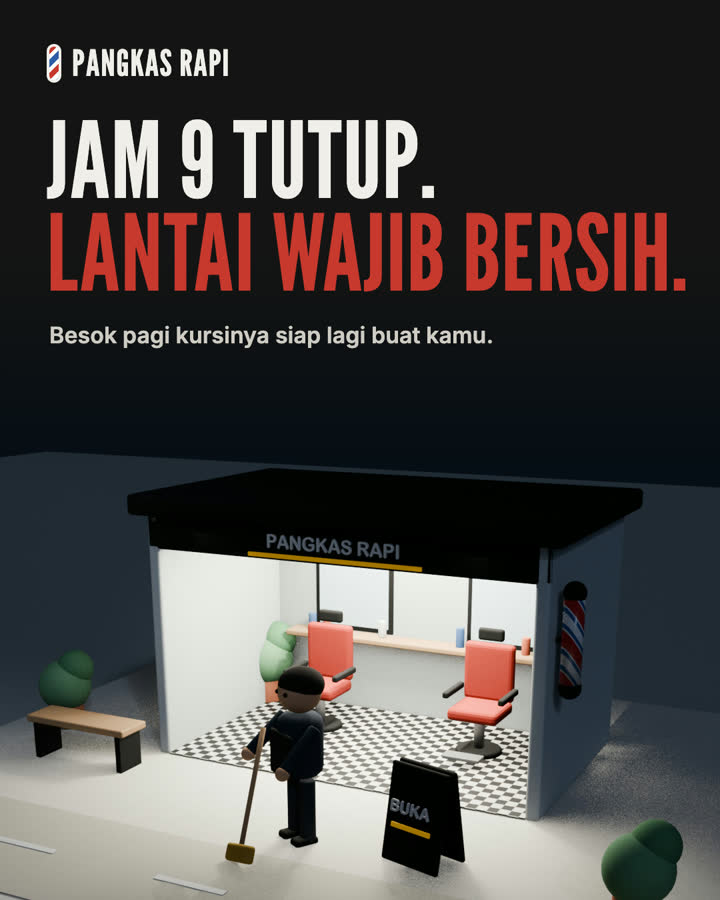 PANGKAS RAPI
JAM 9 TUTUP.
LANTAI WAJIB BERSIH.
Besok pagi kursinya siap lagi buat kamu.
PANGKAS RAPI
BUKA